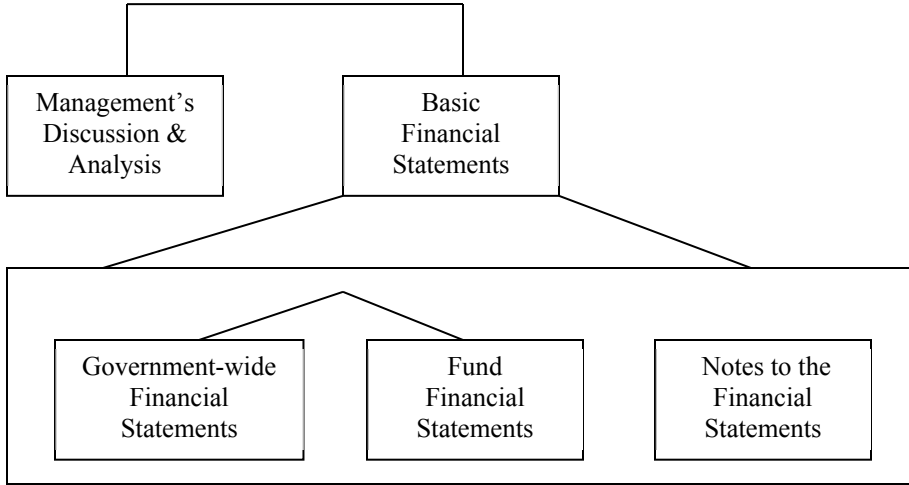 Management’s
Discussion &
Analysis
Basic
Financial
Statements
Government-wide
Financial
Statements
Fund
Financial
Statements
Notes to the
Financial
Statements